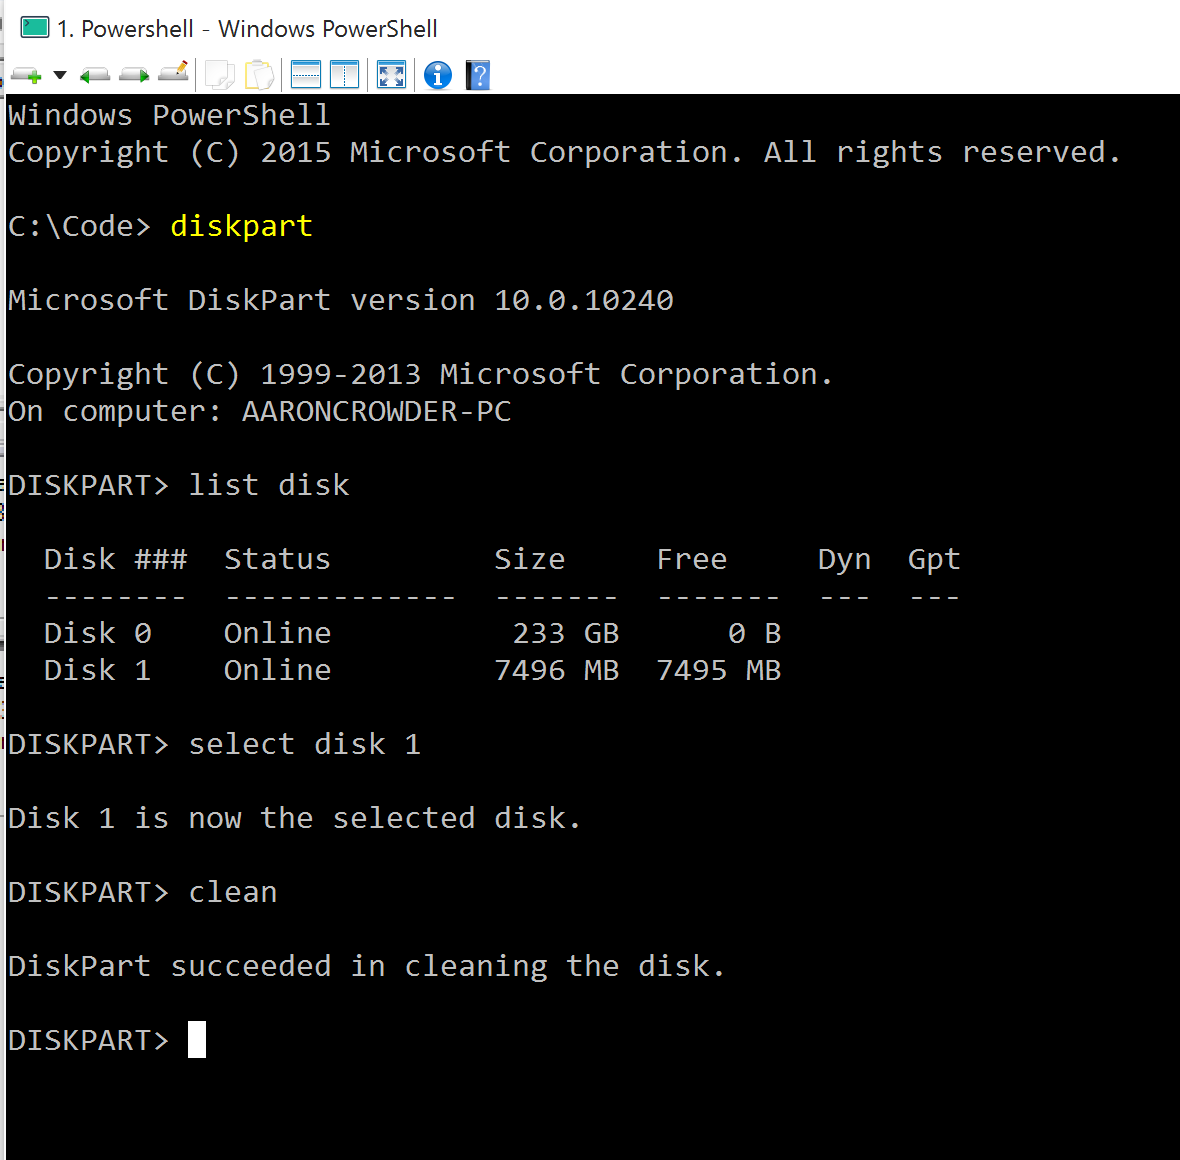 1. Powershell - Windows PowerShell
Windows PowerShell
Copyright (C) 2015 Microsoft Corporation. All rights reserved.
C:\Code> diskpart
Microsoft DiskPart version 10.0.10240
Copyright (C) 1999-2013 Microsoft Corporation.
On computer: AARONCROWDER-PC
DISKPART> list disk
  Disk ###  Status         Size     Free     Dyn  Gpt
  --------  -------------  -------  -------  ---  ---
  Disk 0    Online          233 GB      0 B
  Disk 1    Online         7496 MB  7495 MB
DISKPART> select disk 1
Disk 1 is now the selected disk.
DISKPART> clean
DiskPart succeeded in cleaning the disk.
DISKPART>